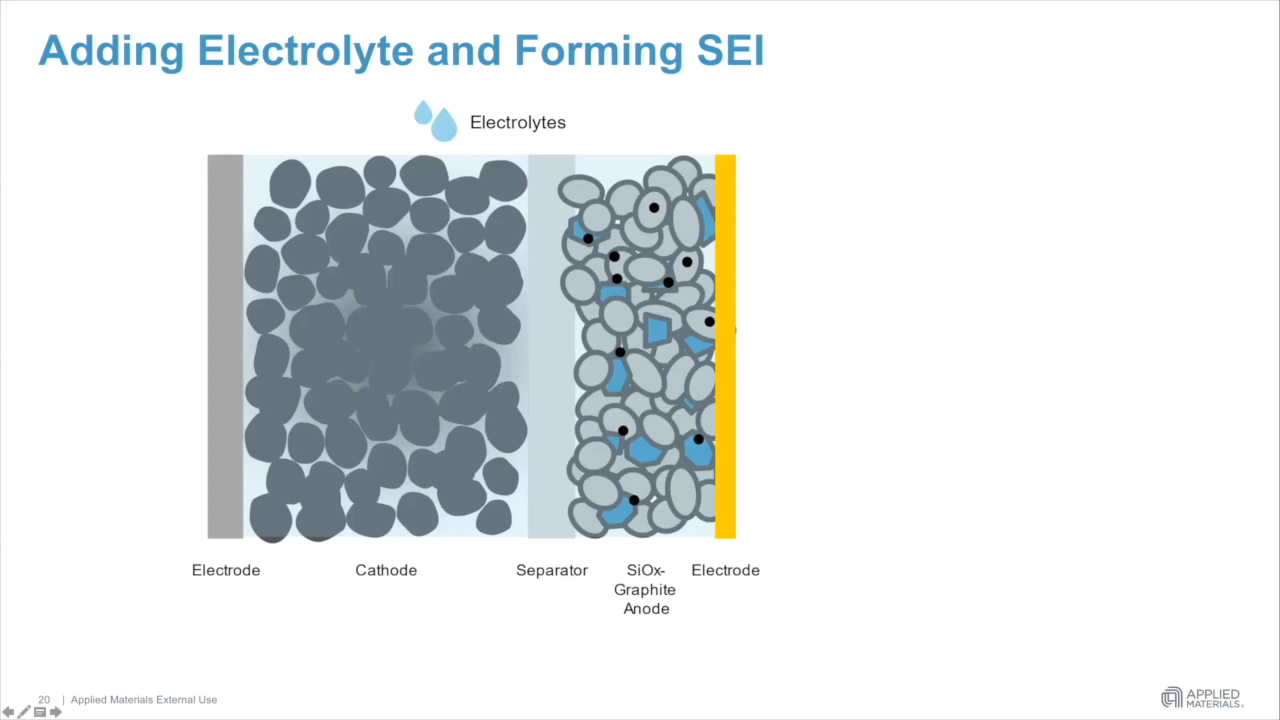 Adding Electrolyte and Forming SEI
Electrolytes
Electrode
Cathode
Separator
SiOx-
Graphite
Anode
Electrode
20 | Applied Materials External Use
APPLIED
MATERIALS